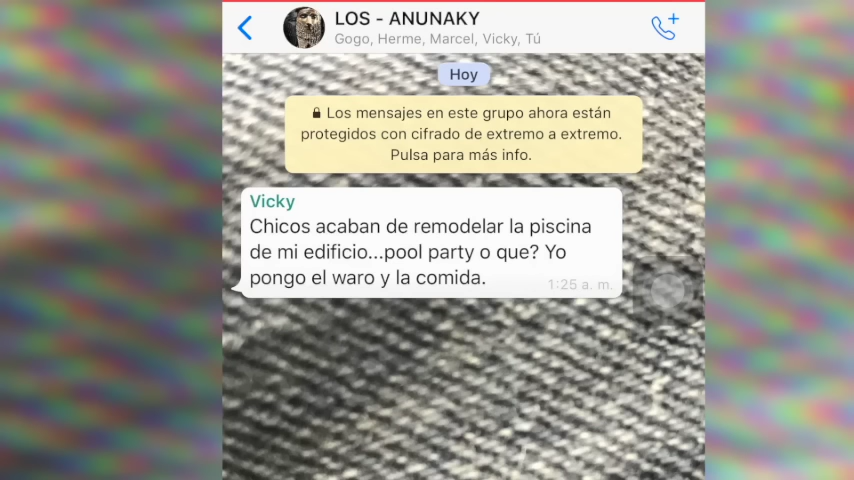 LOS - ANUNAKY
Gogo, Herme, Marcel, Vicky, Tú
Hoy
Los mensajes en este grupo ahora están
protegidos con cifrado de extremo a extremo.
Pulsa para más info.
Vicky
Chicos acaban de remodelar la piscina
de mi edificio...pool party o que? Yo
pongo el waro y la comida.
1:25 a. m.